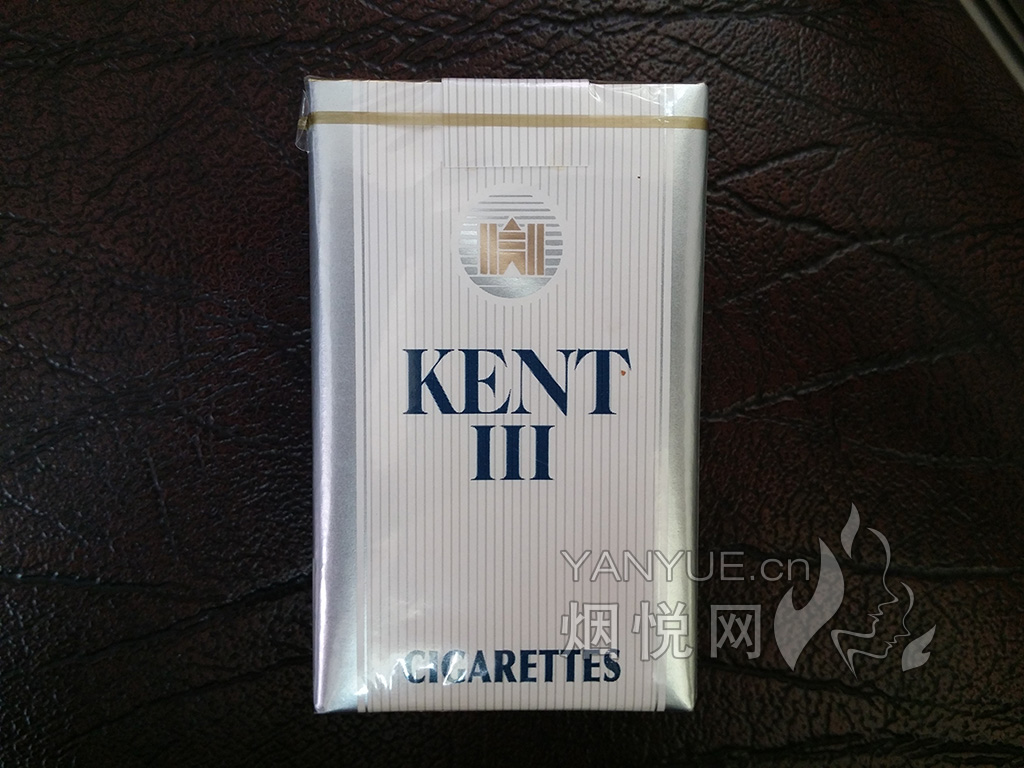 KENT
III
YANYUE.cn
烟悦网
CIGARETTES